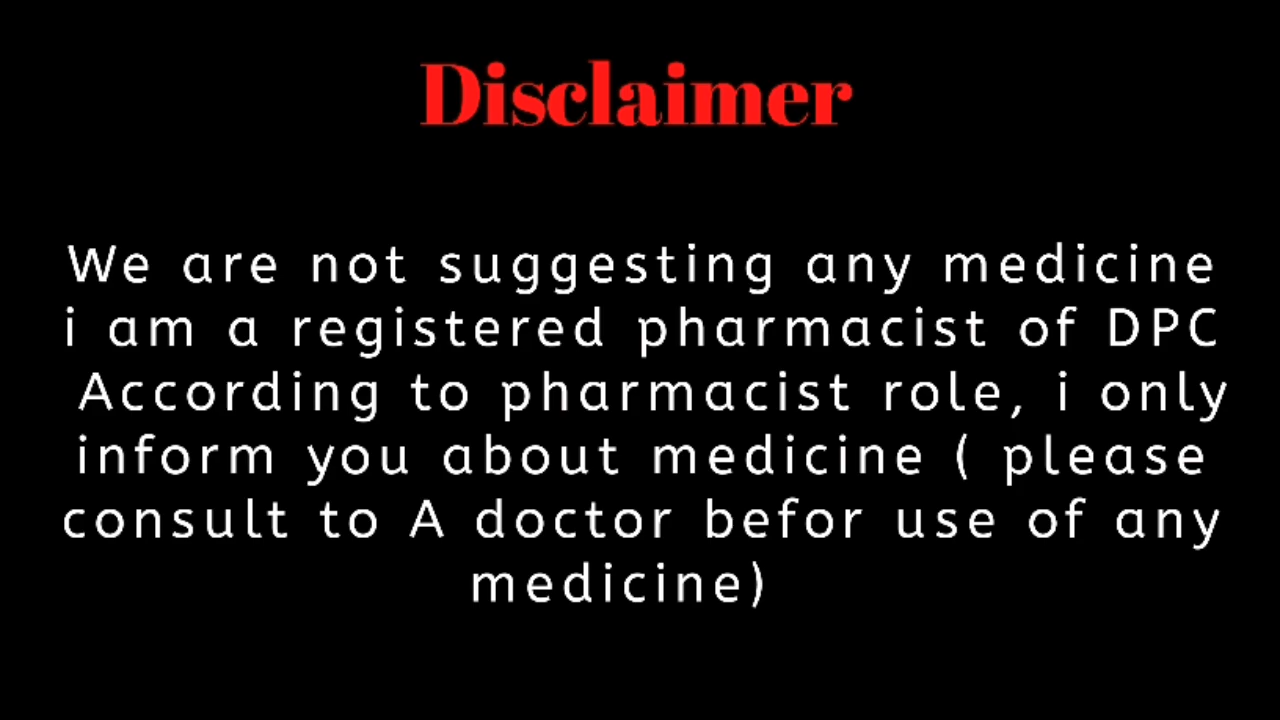 Disclaimer
We are not suggesting any medicine
i am a registered pharmacist of DPC
According to pharmacist role, i only
inform you about medicine ( please
consult to A doctor befor use of any
medicine)